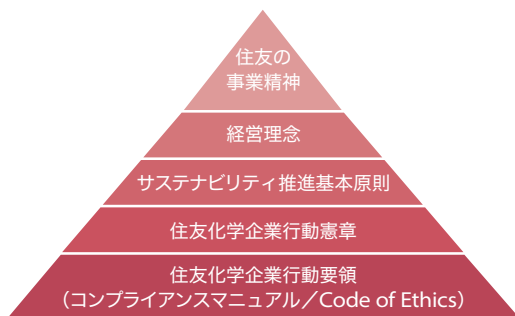 住友の
事業精神
経営理念
サステナビリティ推進基本原則
住友化学企業行動憲章
住友化学企業行動要領
（コンプライアンスマニュアル／Code of Ethics）